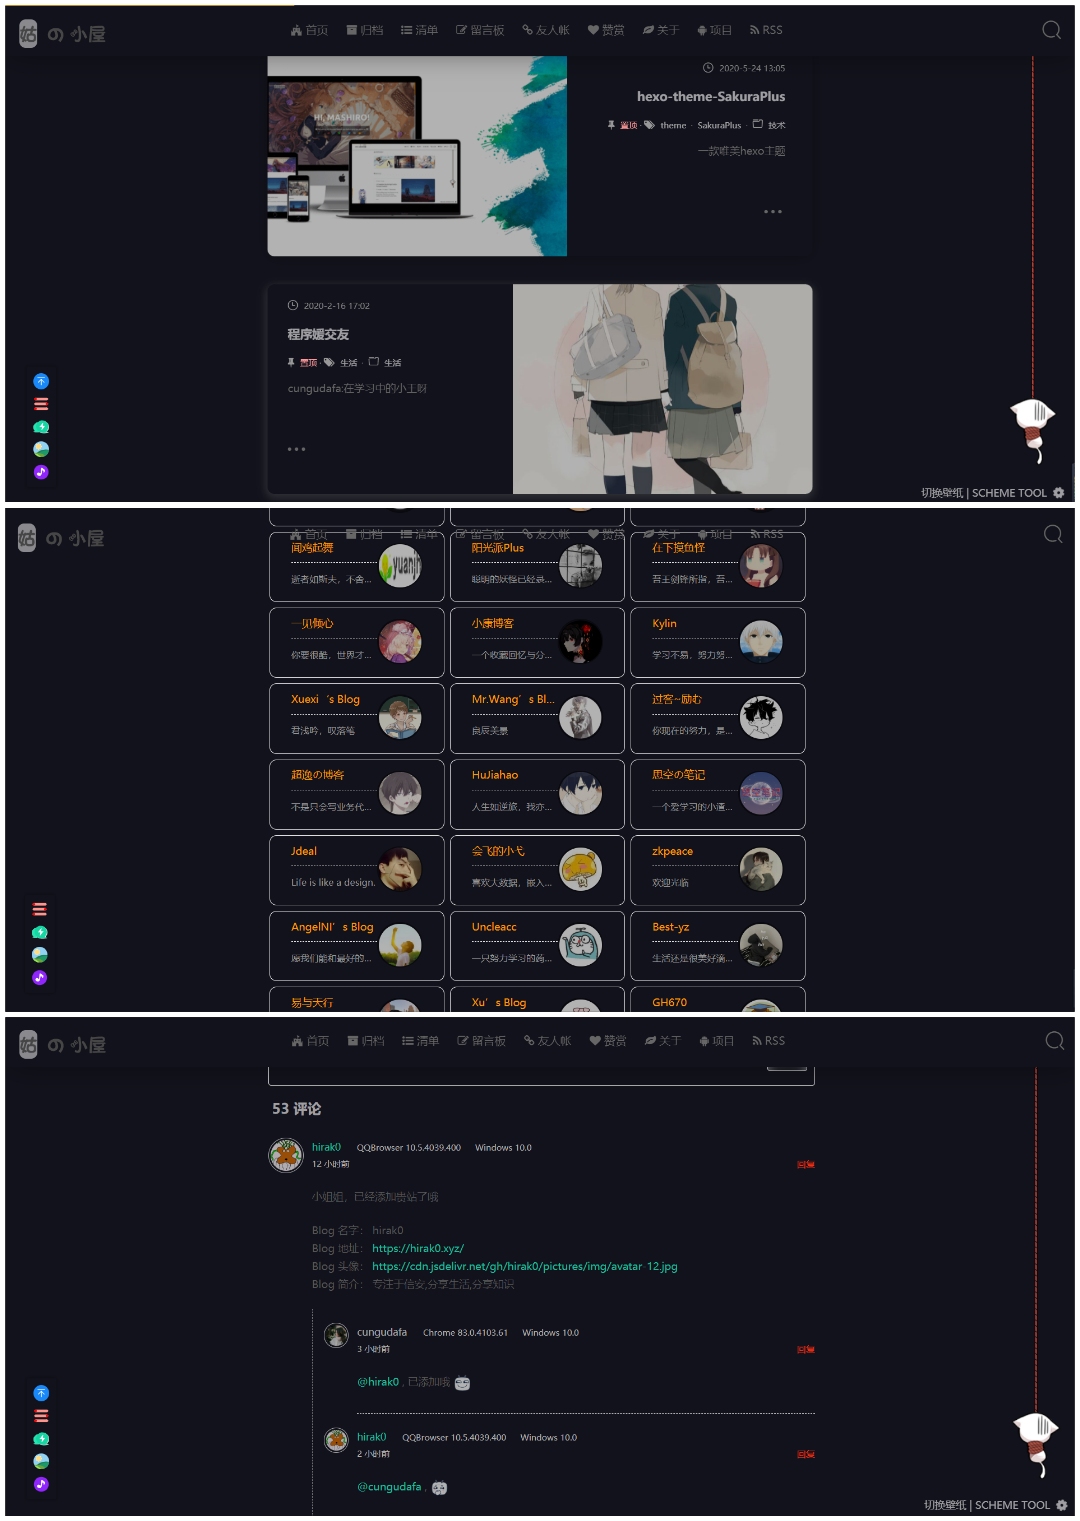 姑 の 小屋 首页 归档 清单 留言板 友人帐 赞赏 关于 项目 RSS
HI, MASHIRO!
2020-5-24 13:05
hexo-theme-SakuraPlus
置顶 · theme · SakuraPlus · 技术
一款唯美hexo主题
2020-2-16 17:02
程序媛交友
置顶 · 生活 · 生活
cungudafa:在学习中的小工呀
切换壁纸 | SCHEME TOOL
姑 の 小屋 首页 归档 清单 留言板 友人帐 赞赏 关于 项目 RSS
闻鸡起舞 阳光派Plus 在下摸鱼怪
逝者如斯夫，不舍... 聪明的妖怪已经录... 吾王剑锋所指，吾...
yuanj
一见倾心 小康博客 Kylin
你要很酷，世界才... 一个收藏回忆与分... 学习不易，努力努...
Xuexi ‘s Blog Mr.Wang’s Bl... 过客~励む
君浅吟，叹落笔 良辰美景 你现在的努力，是...
超逸の博客 HuJiahao 思空の笔记
不是只会写业务代... 人生如逆旅，我亦... 一个爱学习的小渣...
Jdeal 会飞的小弋 zkpeace
Life is like a design. 喜欢大数据，嵌入... 欢迎光临
AngelNI’s Blog Uncleacc Best-yz
愿我们能和最好的... 一只努力学习的蒟... 生活还是很美好滴...
易与天行 Xu’s Blog GH670
姑 の 小屋 首页 归档 清单 留言板 友人帐 赞赏 关于 项目 RSS
53 评论
hirak0 QQBrowser 10.5.4039.400 Windows 10.0
12 小时前 回复
小姐姐，已经添加贵站了哦
Blog 名字： hirak0
Blog 地址： https://hirak0.xyz/
Blog 头像： https://cdn.jsdelivr.net/gh/hirak0/pictures/img/avatar-12.jpg
Blog 简介： 专注于信安,分享生活,分享知识
cungudafa Chrome 83.0.4103.61 Windows 10.0
3 小时前 回复
@hirak0 , 已添加哦
hirak0 QQBrowser 10.5.4039.400 Windows 10.0
2 小时前 回复
@cungudafa ,
切换壁纸 | SCHEME TOOL